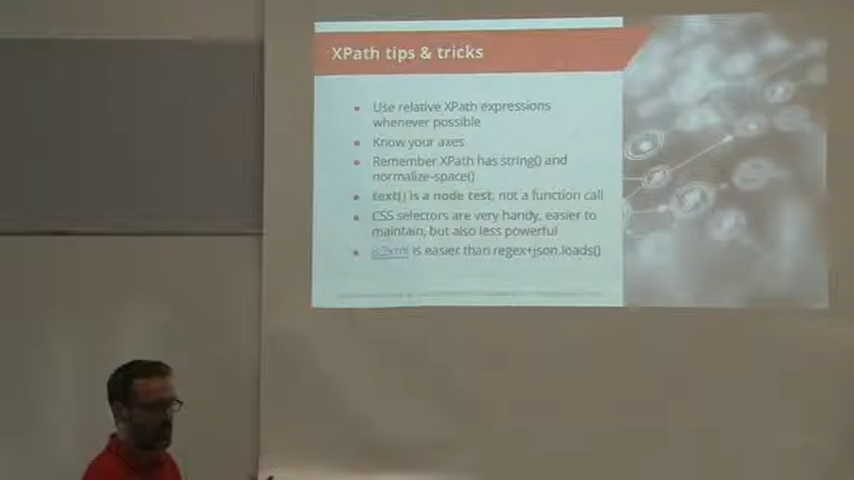 XPath tips & tricks
Use relative XPath expressions
whenever possible
Know your axes
Remember XPath has string() and
normalize-space()
text() is a node test, not a function call
CSS selectors are very handy, easier to
maintain, but also less powerful
js2xml is easier than regex+json.loads()